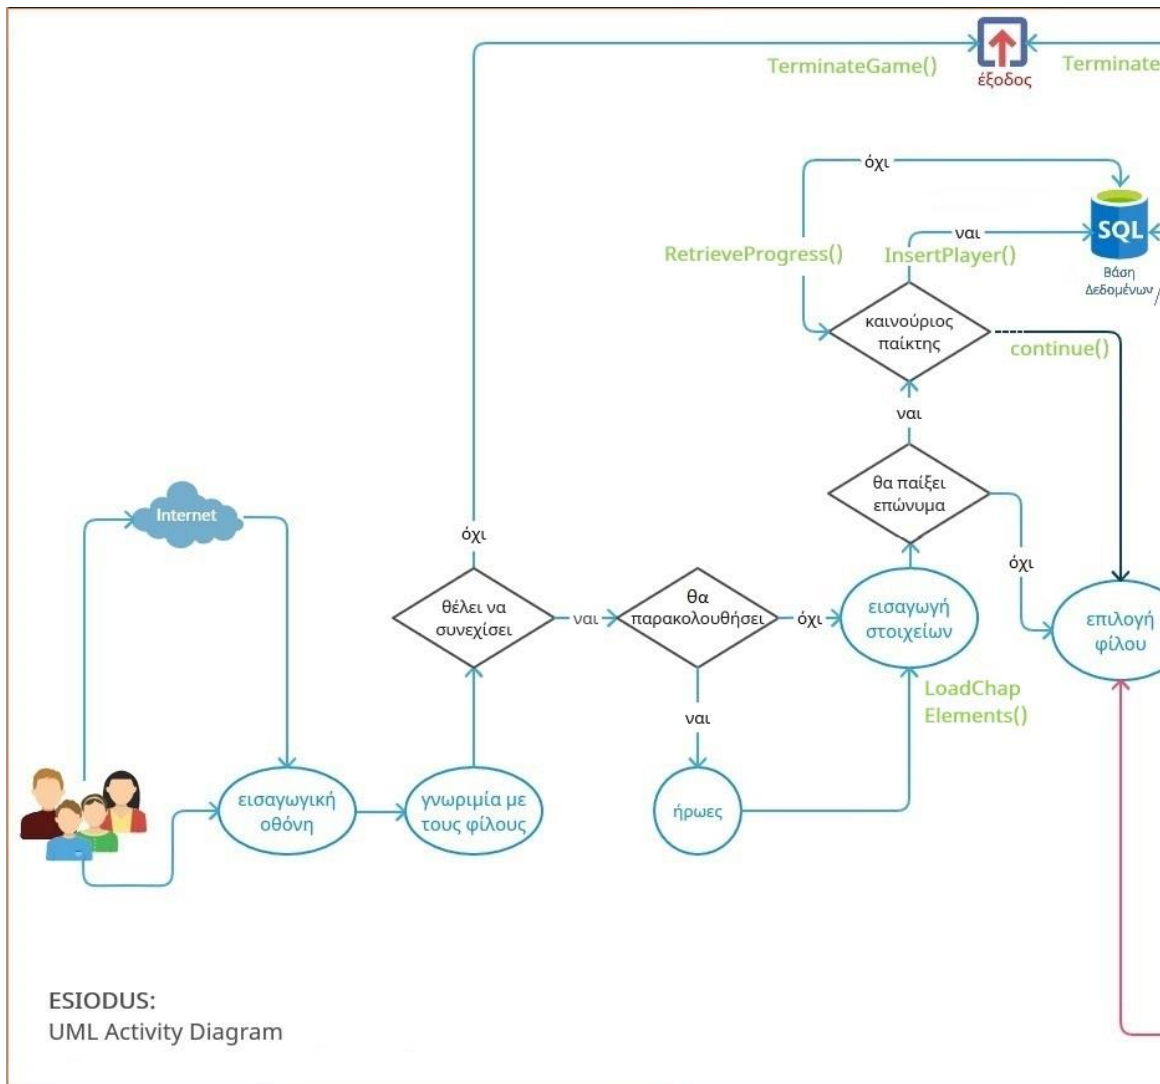 TerminateGame()
Terminate
έξοδος
όχι
SQL
ναι
RetrieveProgress()
InsertPlayer()
Βάση
Δεδομένων
καινούριος
παίκτης
continue()
ναι
θα παίξει
επώνυμα
Internet
όχι
όχι
θέλει να
συνεχίσει
ναι
θα
παρακολουθήσει
όχι
εισαγωγή
στοιχείων
επιλογή
φίλου
LoadChap
Elements()
ναι
εισαγωγική
οθόνη
γνωριμία με
τους φίλους
ήρωες
ESIODUS:
UML Activity Diagram